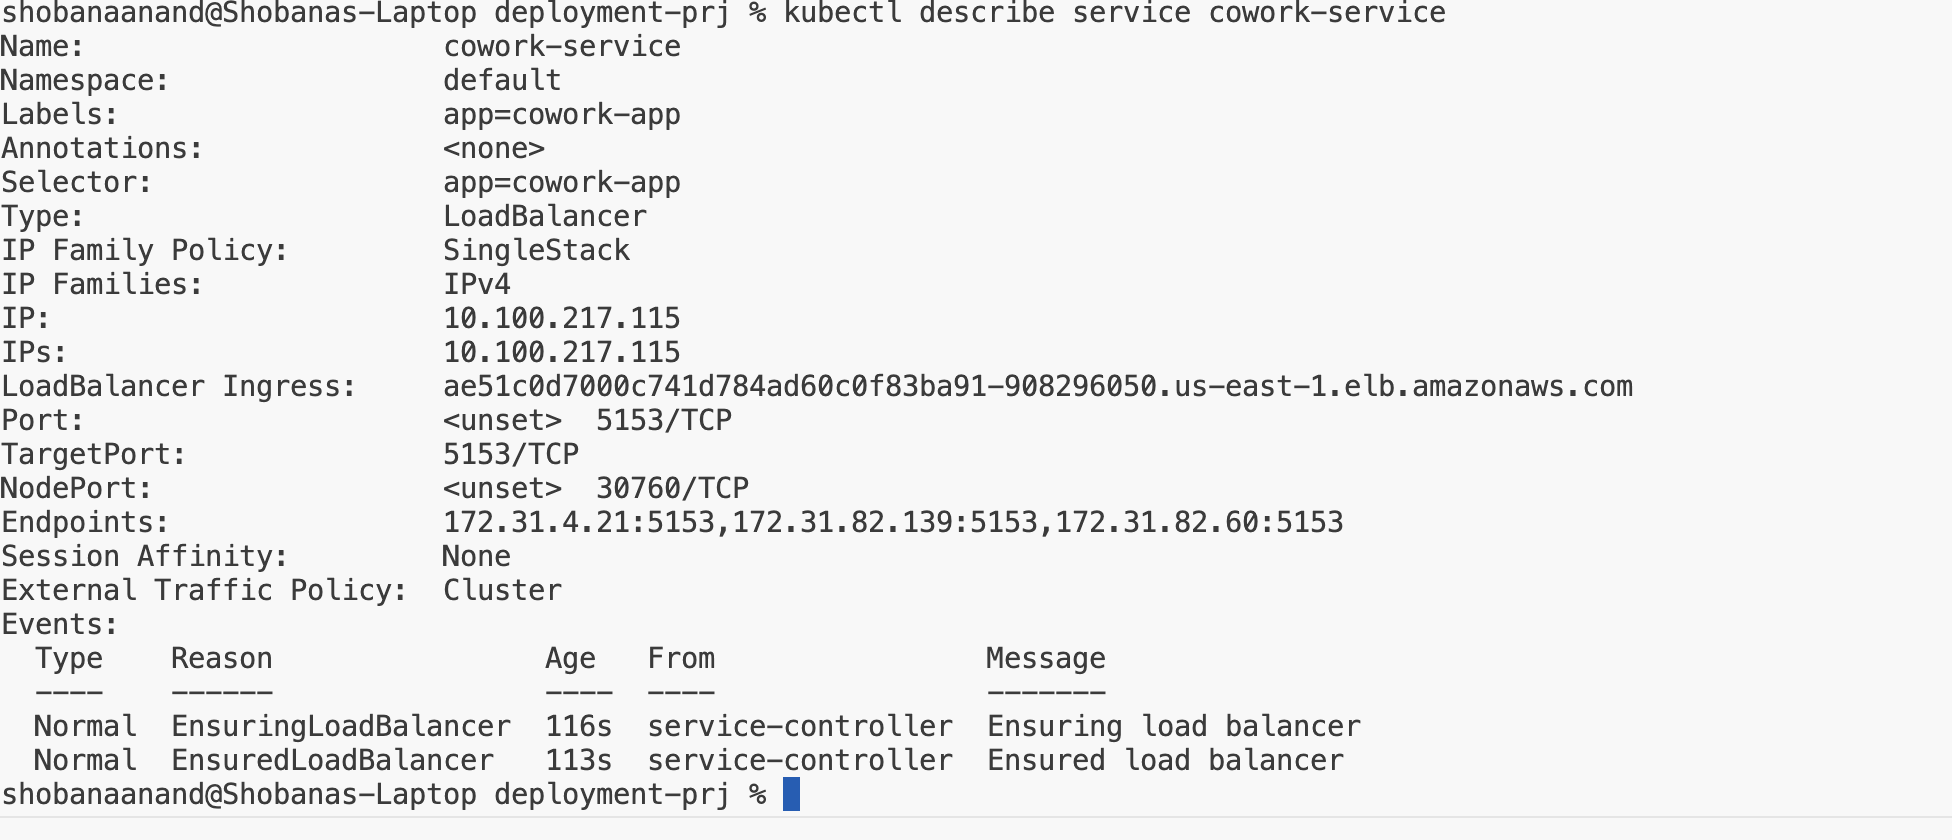 shobanaanand@Shobanas-Laptop deployment-prj % kubectl describe service cowork-service
Name:                     cowork-service
Namespace:                default
Labels:                   app=cowork-app
Annotations:              <none>
Selector:                 app=cowork-app
Type:                     LoadBalancer
IP Family Policy:         SingleStack
IP Families:              IPv4
IP:                       10.100.217.115
IPs:                      10.100.217.115
LoadBalancer Ingress:     ae51c0d7000c741d784ad60c0f83ba91-908296050.us-east-1.elb.amazonaws.com
Port:                     <unset>  5153/TCP
TargetPort:               5153/TCP
NodePort:                 <unset>  30760/TCP
Endpoints:                172.31.4.21:5153,172.31.82.139:5153,172.31.82.60:5153
Session Affinity:         None
External Traffic Policy:  Cluster
Events:
  Type    Reason                Age   From                Message
  ----    ------                ----  ----                -------
  Normal  EnsuringLoadBalancer  116s  service-controller  Ensuring load balancer
  Normal  EnsuredLoadBalancer   113s  service-controller  Ensured load balancer
shobanaanand@Shobanas-Laptop deployment-prj %